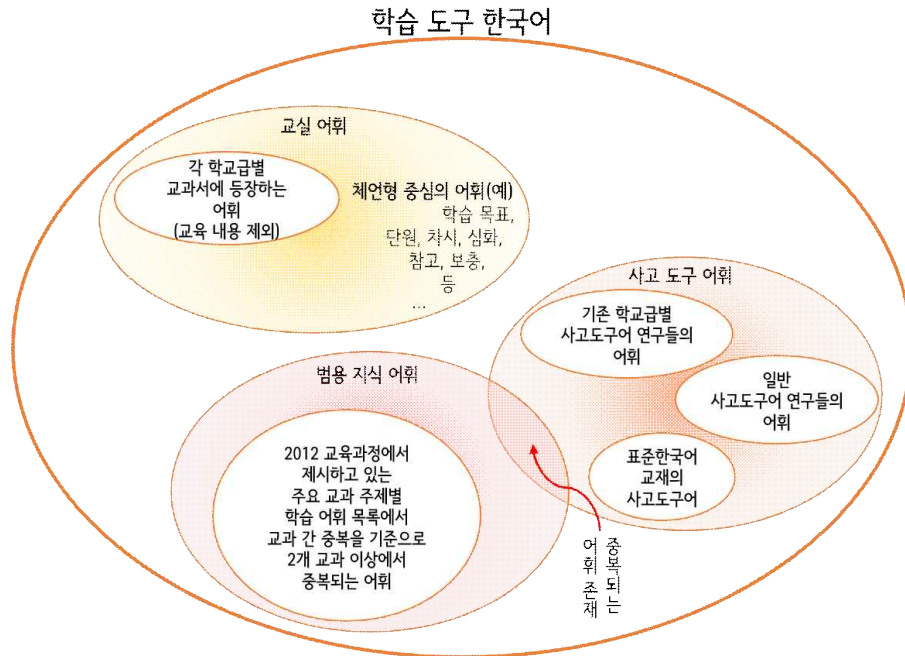 학습 도구 한국어
교실 어휘
각 학교급별
교과서에 등장하는
어휘
(교육 내용 제외)
체언형 중심의 어휘(예)
학습 목표,
단원, 차시, 심화,
참고, 보충,
등
...
사고 도구 어휘
기존 학교급별
사고도구어 연구들의
어휘
일반
사고도구어 연구들의
어휘
표준한국어
교재의
사고도구어
범용 지식 어휘
2012 교육과정에서
제시하고 있는
주요 교과 주제별
학습 어휘 목록에서
교과 간 중복을 기준으로
2개 교과 이상에서
중복되는 어휘
중복되는
어휘 존재